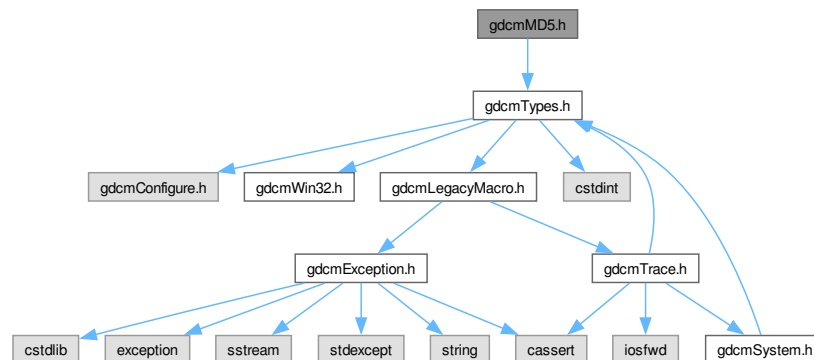 gdcmMD5.h
gdcmTypes.h
gdcmConfigure.h
gdcmWin32.h
gdcmLegacyMacro.h
cstdint
gdcmException.h
gdcmTrace.h
cstdlib
exception
sstream
stdexcept
string
cassert
iosfwd
gdcmSystem.h